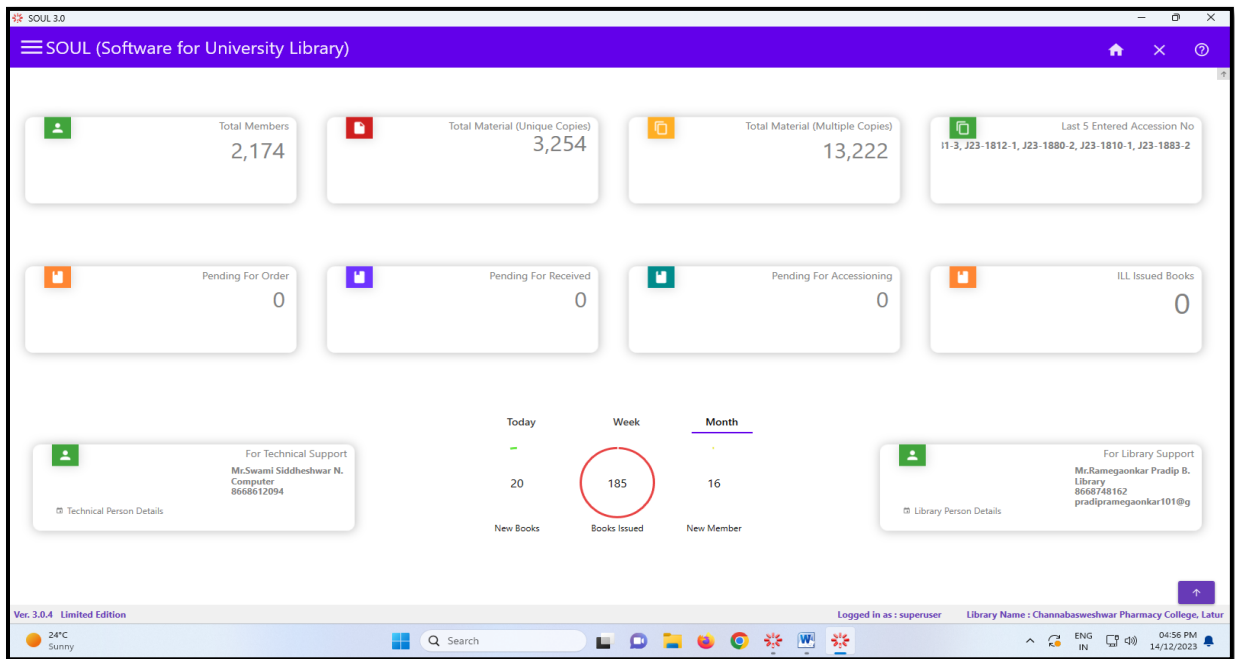 SOUL 3.0
SOUL (Software for University Library)
Total Members
2,174
Total Material (Unique Copies)
3,254
Total Material (Multiple Copies)
13,222
Last 5 Entered Accession No
1-3, J23-1812-1, J23-1880-2, J23-1810-1, J23-1883-2
Pending For Order
0
Pending For Received
0
Pending For Accessioning
0
ILL Issued Books
0
Today Week Month
For Technical Support
Mr.Swami Siddheshwar N.
Computer
8668612094
Technical Person Details
20 185 16
New Books Books Issued New Member
For Library Support
Mr.Ramegaonkar Pradip B.
Library
8668748162
pradipramegaonkar101@g
Library Person Details
Ver. 3.0.4 Limited Edition
Logged in as : superuser Library Name : Channabasweshwar Pharmacy College, Latur
24°C
Sunny
Search
ENG
IN
04:56 PM
14/12/2023